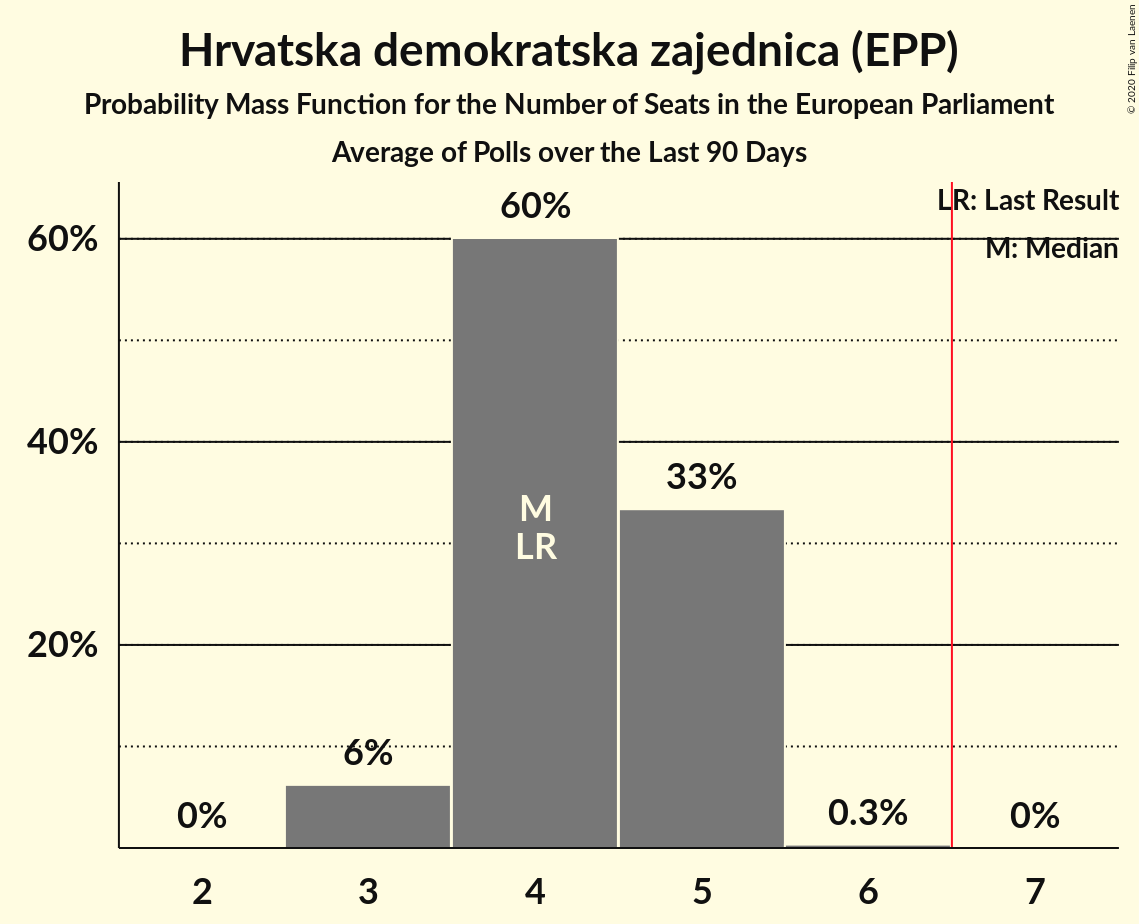 Hrvatska demokratska zajednica (EPP)
Probability Mass Function for the Number of Seats in the European Parliament
Average of Polls over the Last 90 Days
© 2020 Filip van Laenen
LR: Last Result
M: Median
60%
40%
20%
0%
6%
60%
M
LR
33%
0.3%
0%
2
3
4
5
6
7